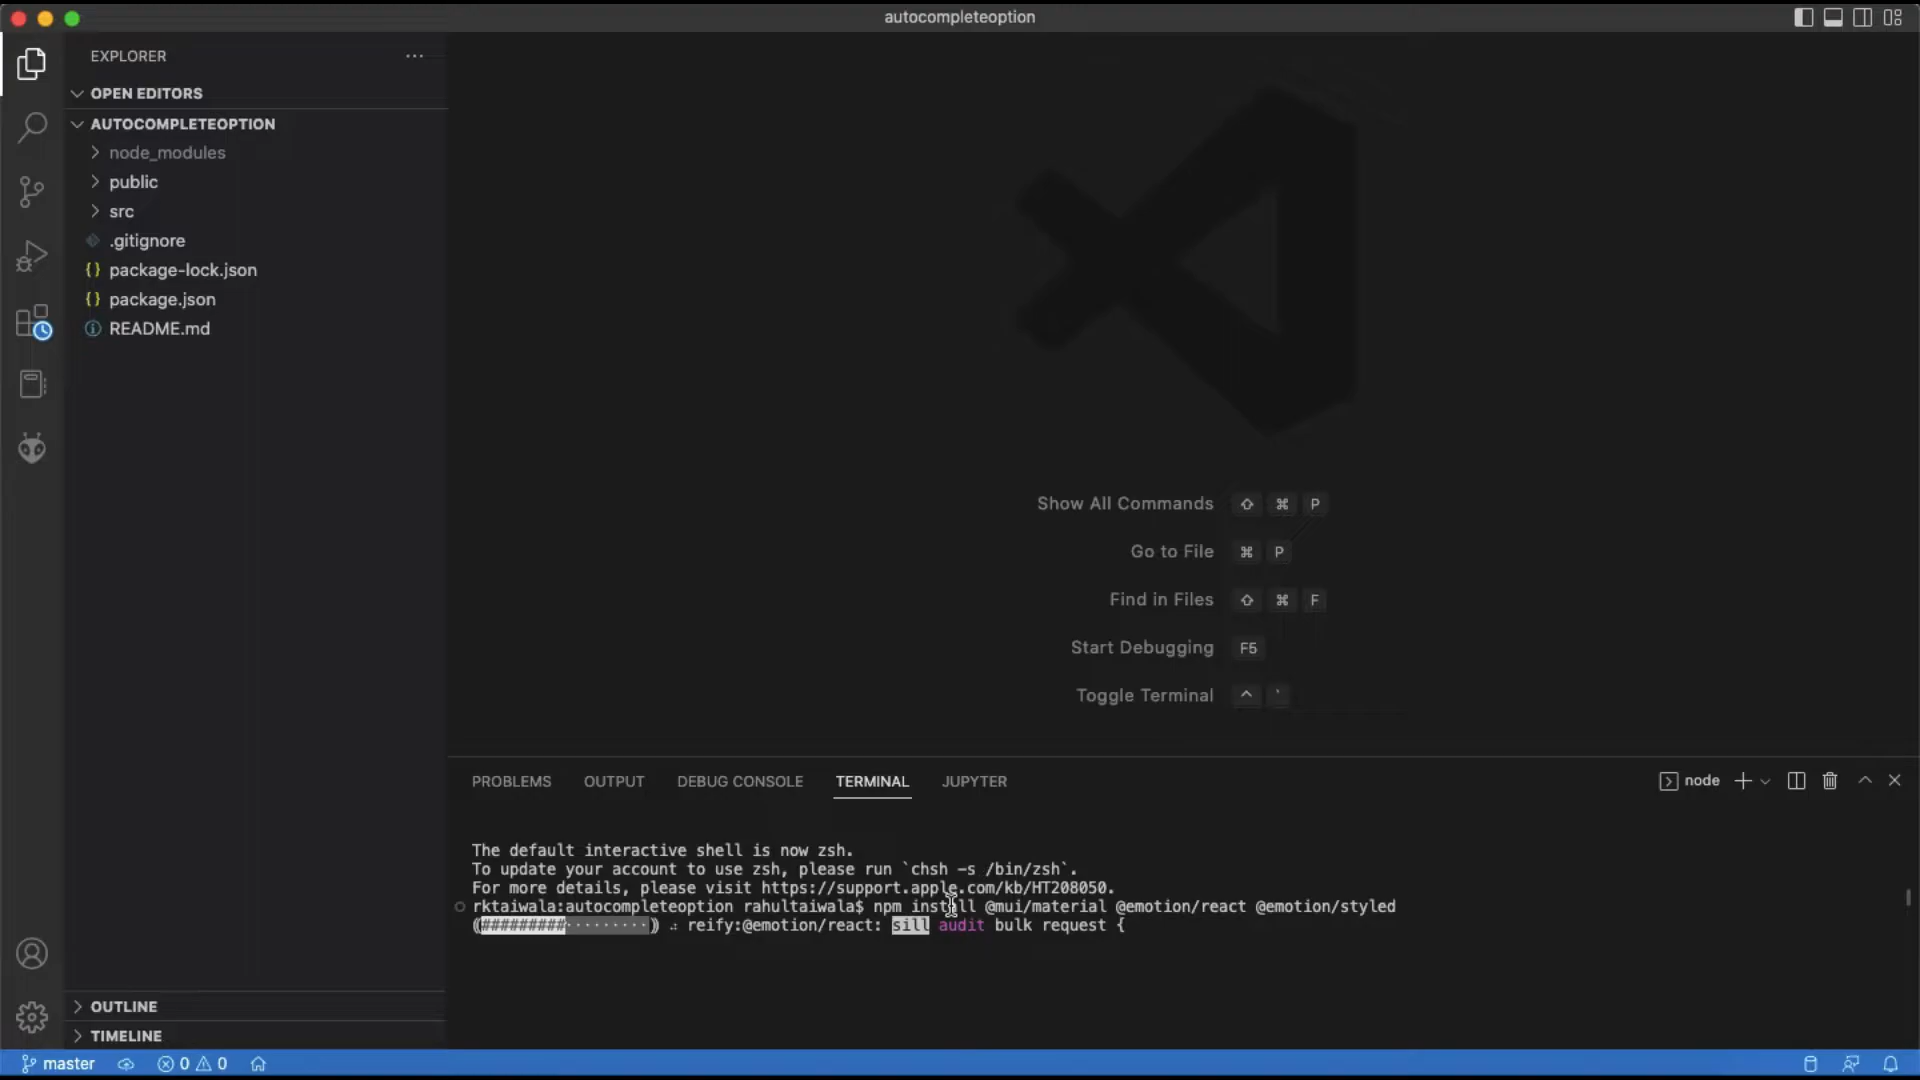 autocompleteoption
EXPLORER
OPEN EDITORS
AUTOCOMPLETEOPTION
node_modules
public
src
.gitignore
package-lock.json
package.json
README.md
OUTLINE
TIMELINE
Show All Commands ⇧ ⌘ P
Go to File ⌘ P
Find in Files ⇧ ⌘ F
Start Debugging F5
Toggle Terminal ^ `
PROBLEMS OUTPUT DEBUG CONSOLE TERMINAL JUPYTER node
The default interactive shell is now zsh.
To update your account to use zsh, please run `chsh -s /bin/zsh`.
For more details, please visit https://support.apple.com/kb/HT208050.
rktaiwala:autocompleteoption rahultaiwala$ npm install @mui/material @emotion/react @emotion/styled
(#########·········) ⠴ reify:@emotion/react: sill audit bulk request {
master 0 0